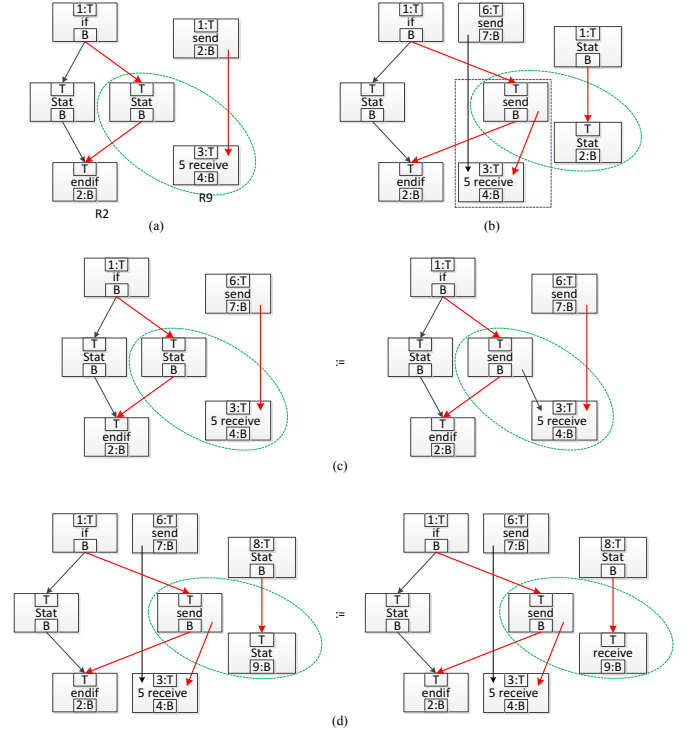 1:T
if
B
1:T
send
2:B
T
Stat
B
T
Stat
B
T
endif
2:B
3:T
5 receive
4:B
R2
R9
(a)
1:T
if
B
6:T
send
7:B
1:T
Stat
B
T
Stat
B
T
send
B
T
Stat
2:B
T
endif
2:B
3:T
5 receive
4:B
(b)
1:T
if
B
6:T
send
7:B
T
Stat
B
T
Stat
B
T
endif
2:B
3:T
5 receive
4:B
:=
1:T
if
B
6:T
send
7:B
T
Stat
B
T
send
B
T
endif
2:B
3:T
5 receive
4:B
(c)
1:T
if
B
6:T
send
7:B
8:T
Stat
B
T
Stat
B
T
send
B
T
Stat
9:B
T
endif
2:B
3:T
5 receive
4:B
:=
1:T
if
B
6:T
send
7:B
8:T
Stat
B
T
Stat
B
T
send
B
T
receive
9:B
T
endif
2:B
3:T
5 receive
4:B
(d)